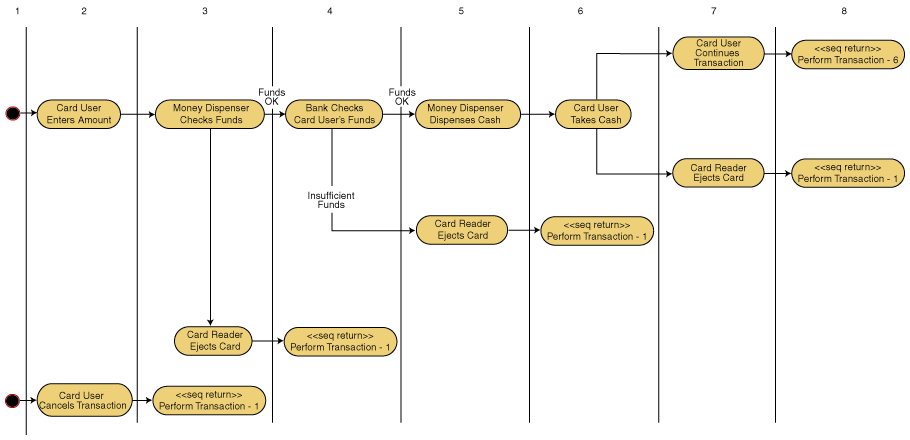 1
2
3
4
5
6
7
8
Card User
Continues
Transaction
<<seq return>>
Perform Transaction - 6
Card User
Enters Amount
Money Dispenser
Checks Funds
Funds
OK
Bank Checks
Card User's Funds
Funds
OK
Money Dispenser
Dispenses Cash
Card User
Takes Cash
Card Reader
Ejects Card
<<seq return>>
Perform Transaction - 1
Insufficient
Funds
Card Reader
Ejects Card
<<seq return>>
Perform Transaction - 1
Card Reader
Ejects Card
<<seq return>>
Perform Transaction - 1
Card User
Cancels Transaction
<<seq return>>
Perform Transaction - 1